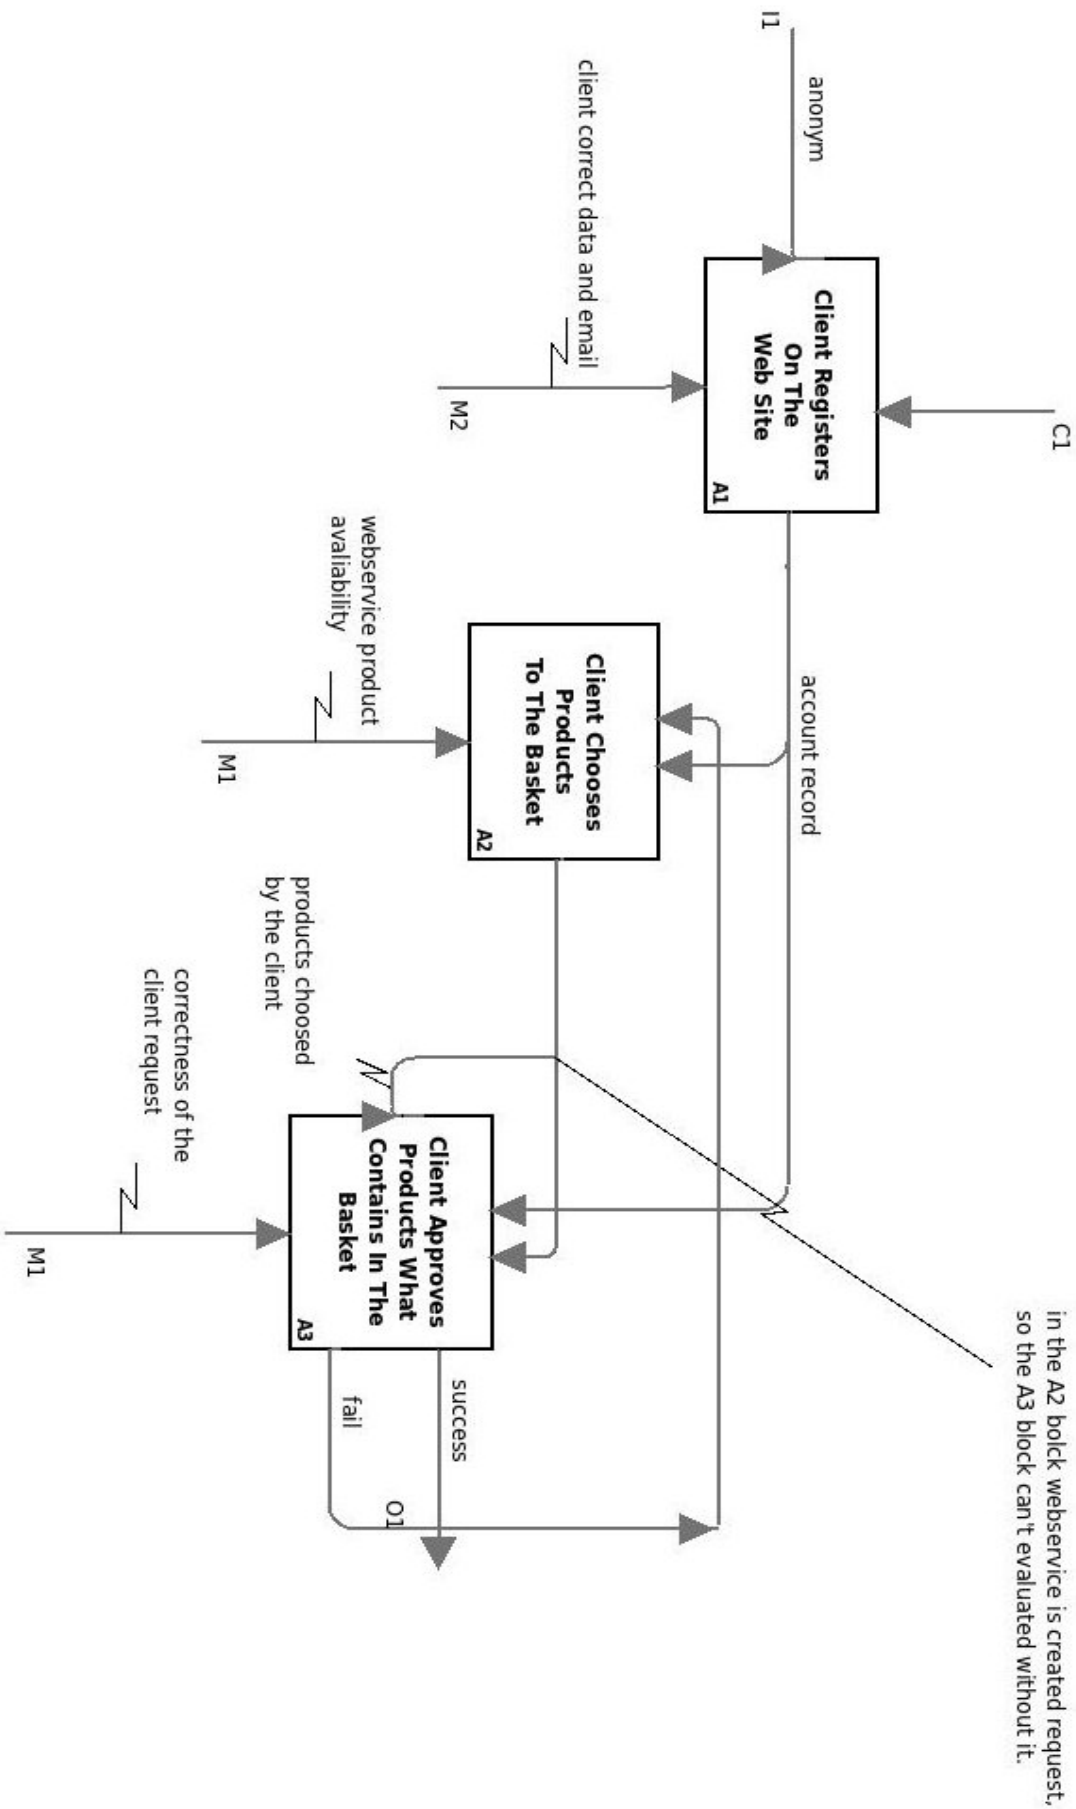 C1
in the A2 bolck webservice is created request,
so the A3 block can't evaluated without it.
I1
anonym
Client Registers
On The
Web Site
A1
account record
client correct data and email
M2
Client Chooses
Products
To The Basket
A2
webservice product
avaliability
M1
products choosed
by the client
Client Approves
Products What
Contains In The
Basket
A3
success
fail
O1
correctness of the
client request
M1